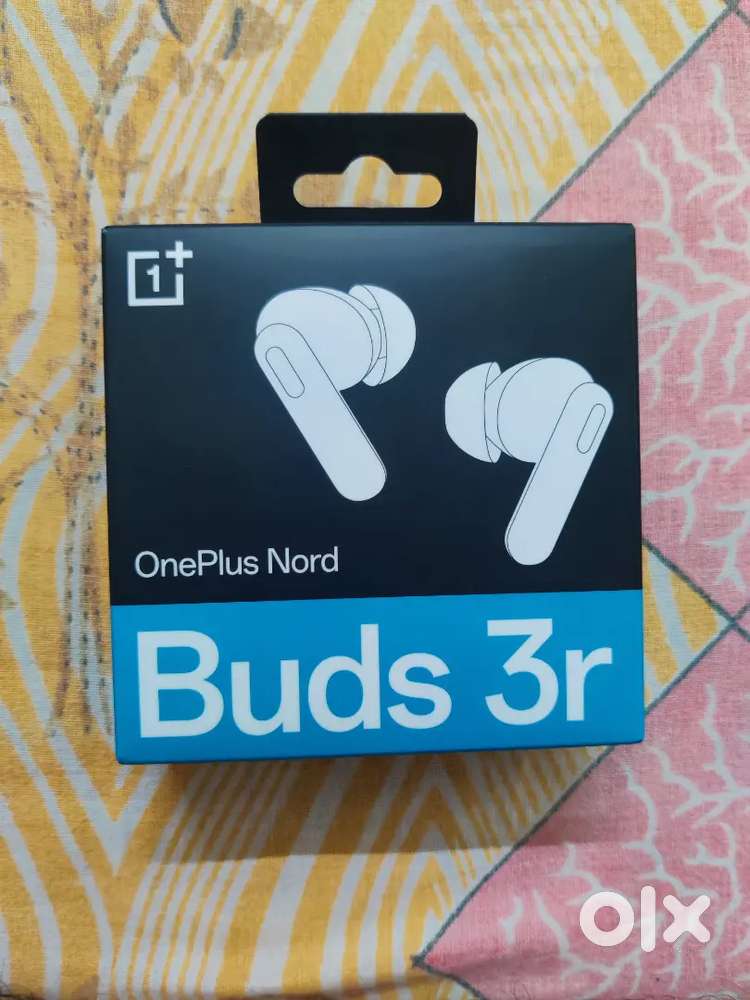 1+
OnePlus Nord
Buds 3r
olx